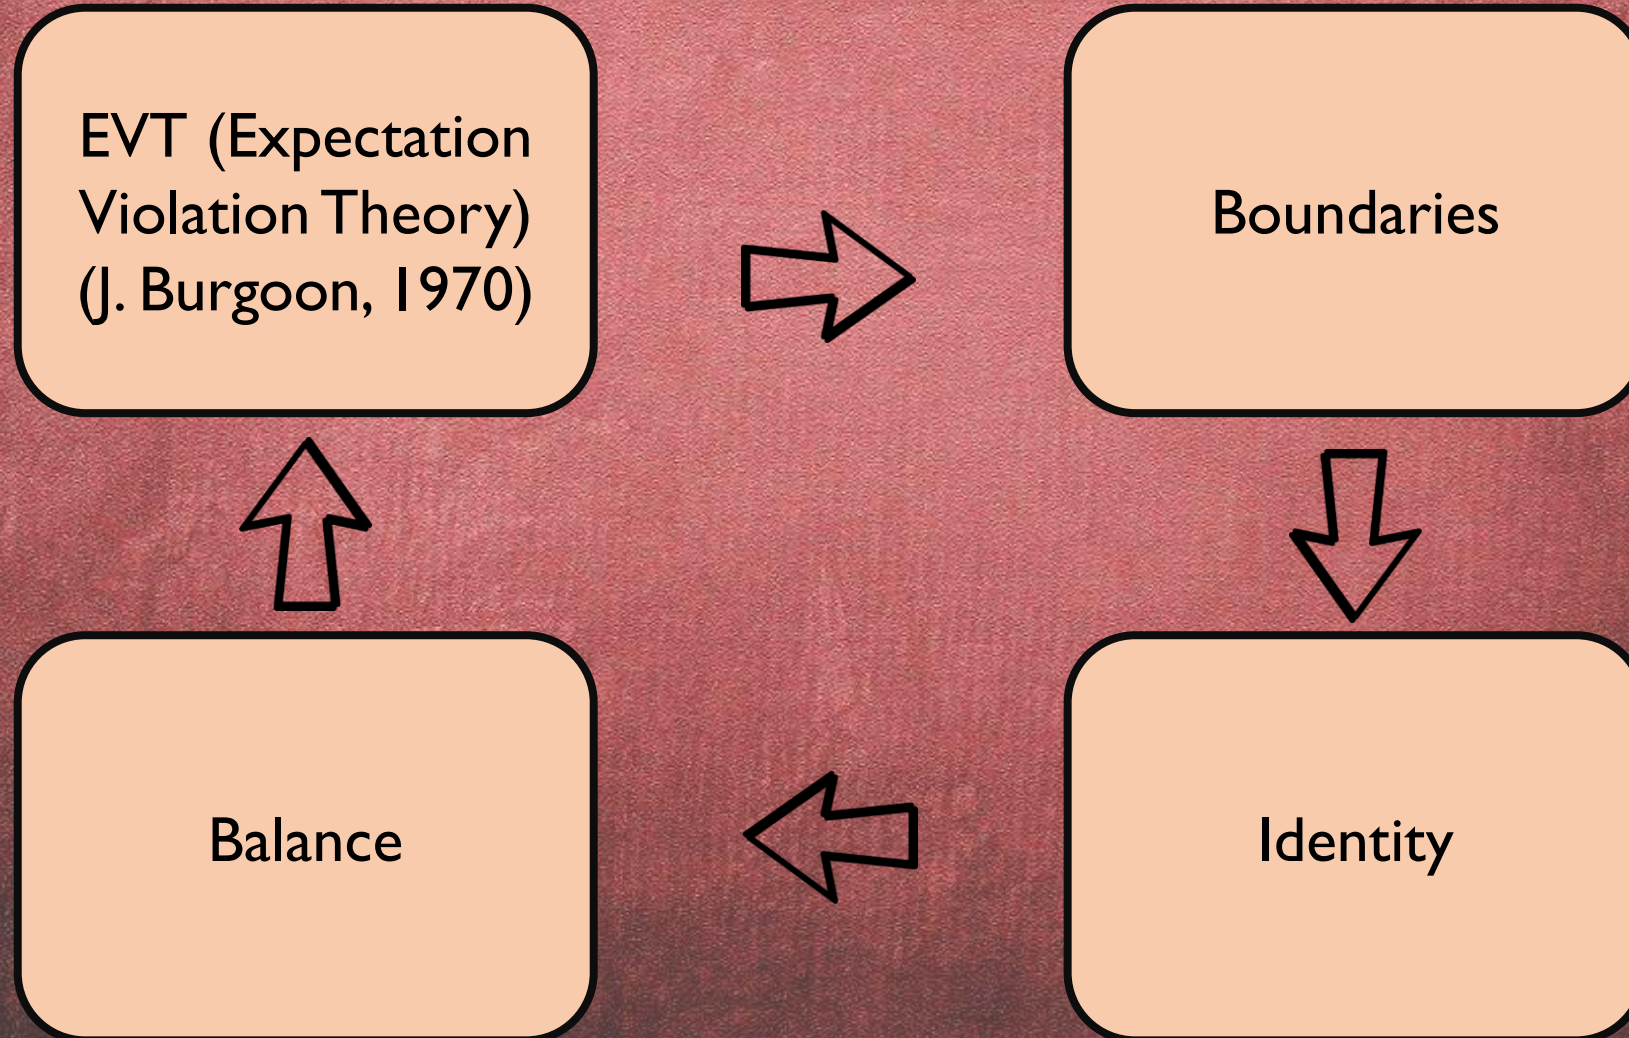 EVT (Expectation
Violation Theory)
(J. Burgoon, 1970)
Boundaries
Balance
Identity